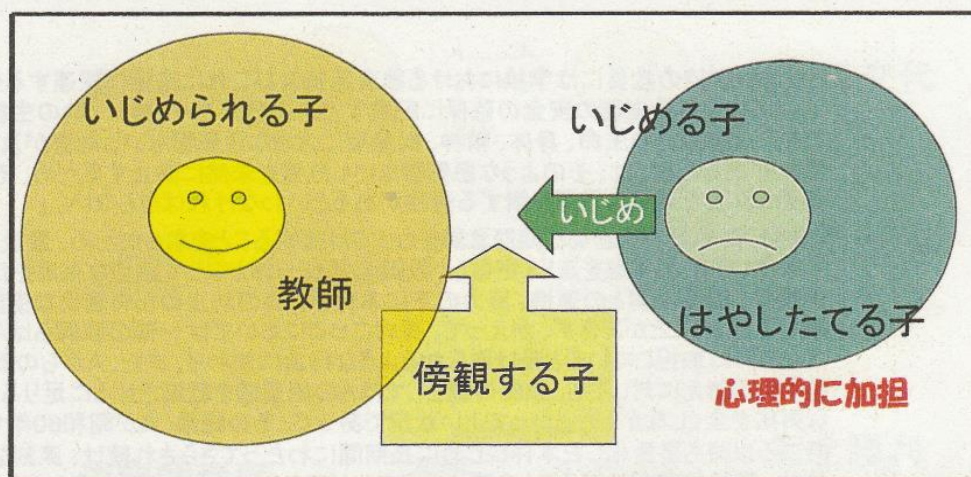 いじめられる子
教師
いじめ
いじめる子
はやしたてる子
傍観する子
心理的に加担